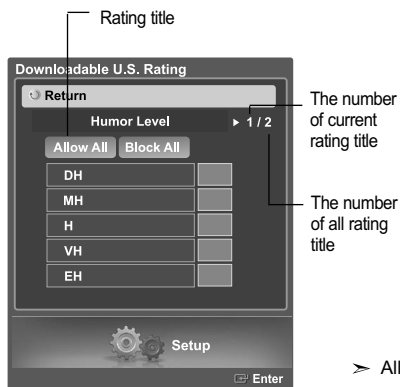 Rating title
Downloadable U.S. Rating
Return
Humor Level ► 1 / 2
Allow All Block All
DH
MH
H
VH
EH
Setup
Enter
The number
of current
rating title
The number
of all rating
title
➣ All